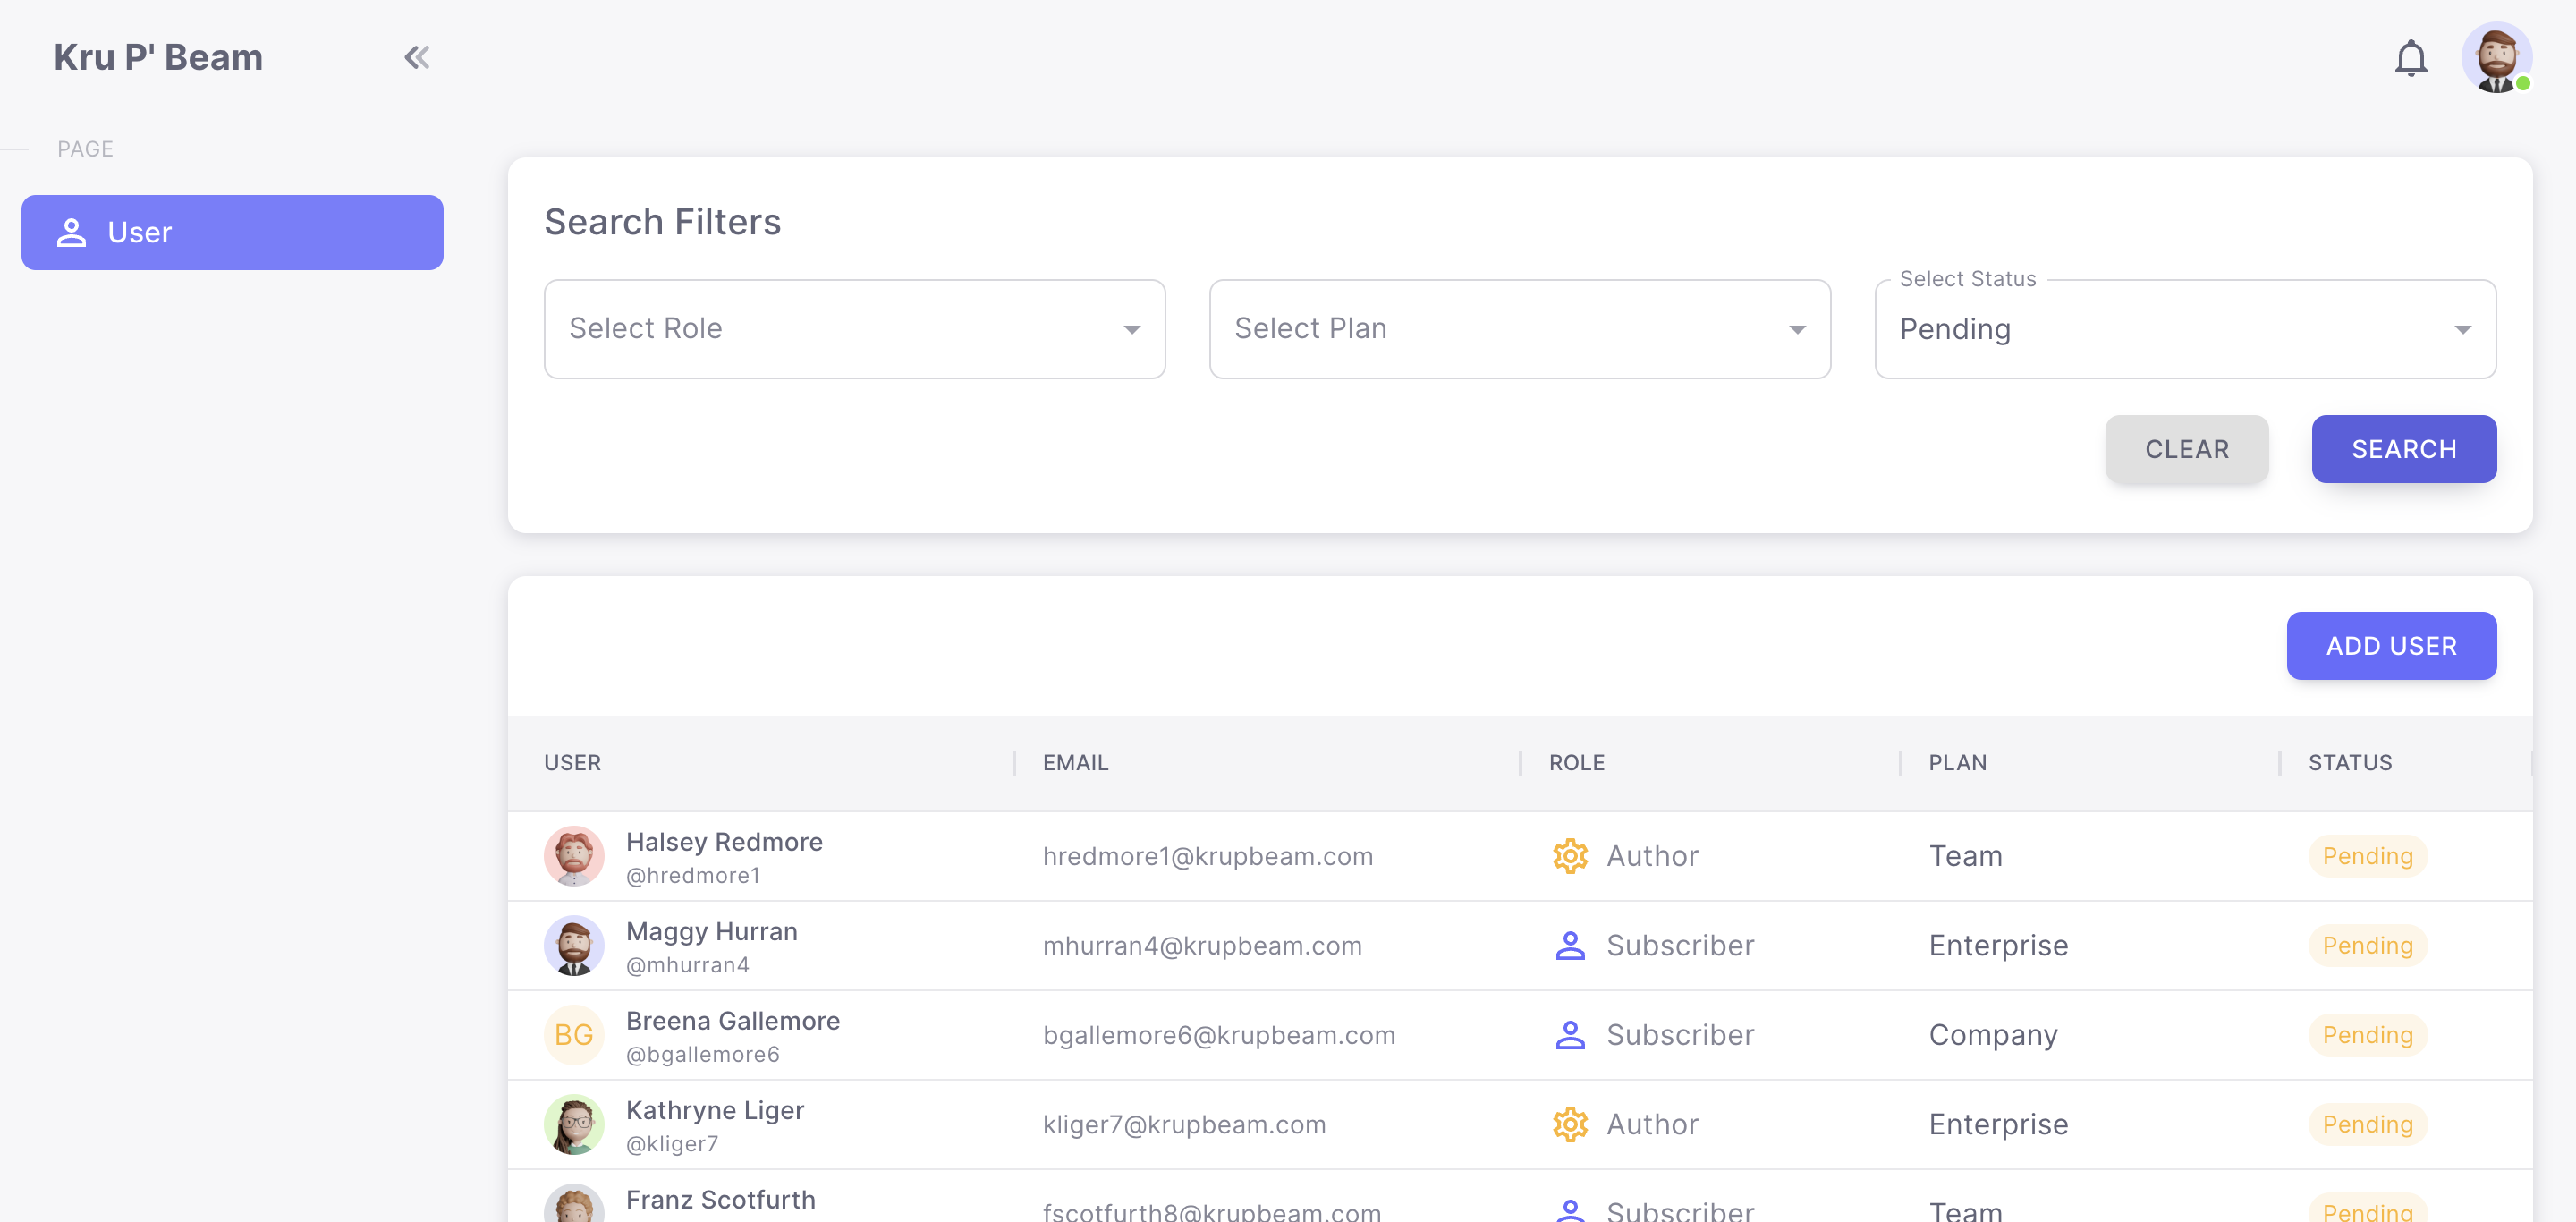 Kru P' Beam
PAGE
User
Search Filters
Select Role
Select Plan
Select Status
Pending
CLEAR
SEARCH
ADD USER
USER EMAIL ROLE PLAN STATUS
Halsey Redmore
@hredmore1
hredmore1@krupbeam.com
Author
Team
Pending
Maggy Hurran
@mhurran4
mhurran4@krupbeam.com
Subscriber
Enterprise
Pending
BG
Breena Gallemore
@bgallemore6
bgallemore6@krupbeam.com
Subscriber
Company
Pending
Kathryne Liger
@kliger7
kliger7@krupbeam.com
Author
Enterprise
Pending
Franz Scotfurth
fscotfurth8@krupbeam.com
Subscriber
Team
Pending